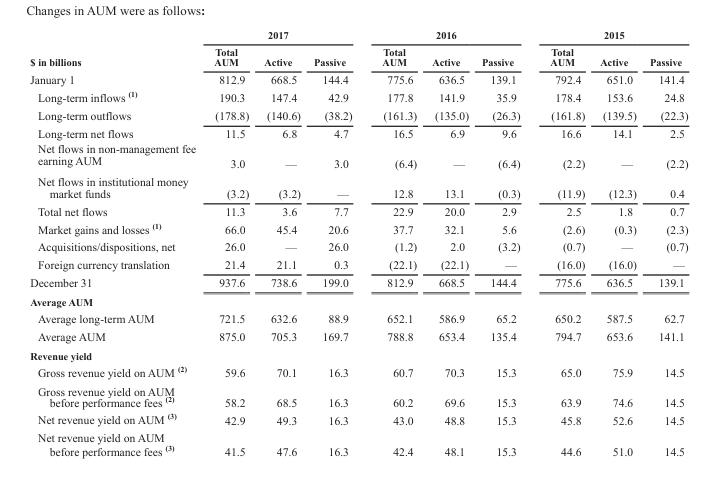 Changes in AUM were as follows:
2017 2016 2015
$ in billions Total AUM Active Passive Total AUM Active Passive Total AUM Active Passive
January 1 812.9 668.5 144.4 775.6 636.5 139.1 792.4 651.0 141.4
Long-term inflows (1) 190.3 147.4 42.9 177.8 141.9 35.9 178.4 153.6 24.8
Long-term outflows (178.8) (140.6) (38.2) (161.3) (135.0) (26.3) (161.8) (139.5) (22.3)
Long-term net flows 11.5 6.8 4.7 16.5 6.9 9.6 16.6 14.1 2.5
Net flows in non-management fee
earning AUM 3.0 — 3.0 (6.4) — (6.4) (2.2) — (2.2)
Net flows in institutional money
market funds (3.2) (3.2) — 12.8 13.1 (0.3) (11.9) (12.3) 0.4
Total net flows 11.3 3.6 7.7 22.9 20.0 2.9 2.5 1.8 0.7
Market gains and losses (1) 66.0 45.4 20.6 37.7 32.1 5.6 (2.6) (0.3) (2.3)
Acquisitions/dispositions, net 26.0 — 26.0 (1.2) 2.0 (3.2) (0.7) — (0.7)
Foreign currency translation 21.4 21.1 0.3 (22.1) (22.1) — (16.0) (16.0) —
December 31 937.6 738.6 199.0 812.9 668.5 144.4 775.6 636.5 139.1
Average AUM
Average long-term AUM 721.5 632.6 88.9 652.1 586.9 65.2 650.2 587.5 62.7
Average AUM 875.0 705.3 169.7 788.8 653.4 135.4 794.7 653.6 141.1
Revenue yield
Gross revenue yield on AUM (2) 59.6 70.1 16.3 60.7 70.3 15.3 65.0 75.9 14.5
Gross revenue yield on AUM
before performance fees (2) 58.2 68.5 16.3 60.2 69.6 15.3 63.9 74.6 14.5
Net revenue yield on AUM (3) 42.9 49.3 16.3 43.0 48.8 15.3 45.8 52.6 14.5
Net revenue yield on AUM
before performance fees (3) 41.5 47.6 16.3 42.4 48.1 15.3 44.6 51.0 14.5